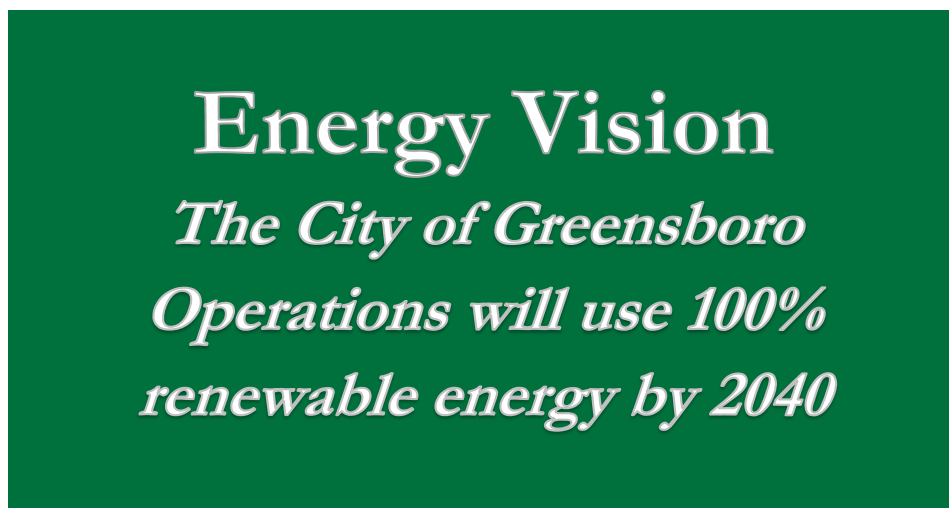 Energy Vision
The City of Greensboro
Operations will use 100%
renewable energy by 2040